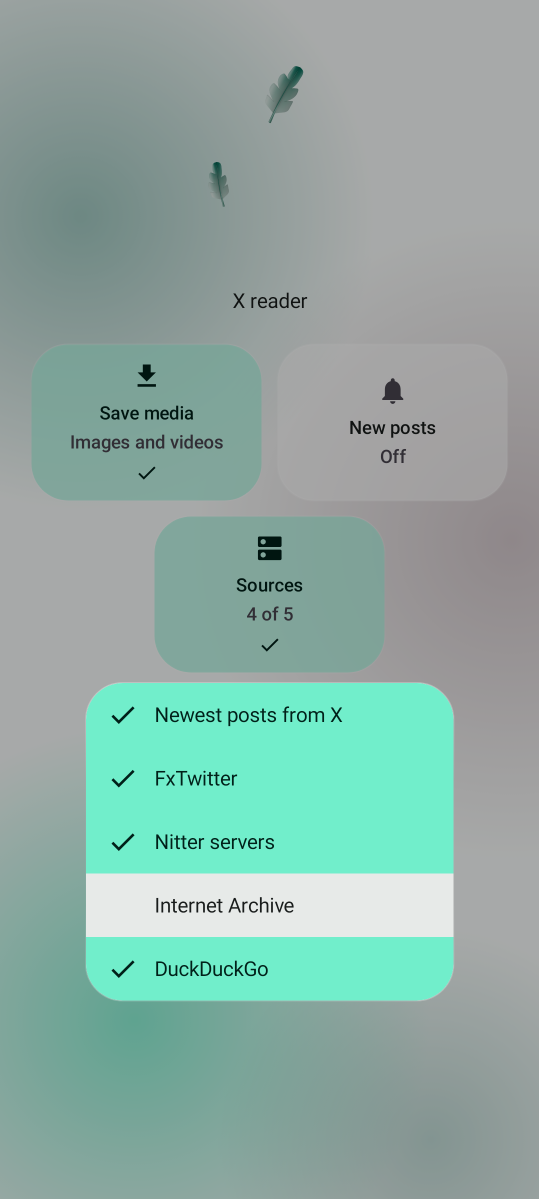 X reader
Save media
Images and videos
New posts
Off
Sources
4 of 5
Newest posts from X
FxTwitter
Nitter servers
Internet Archive
DuckDuckGo